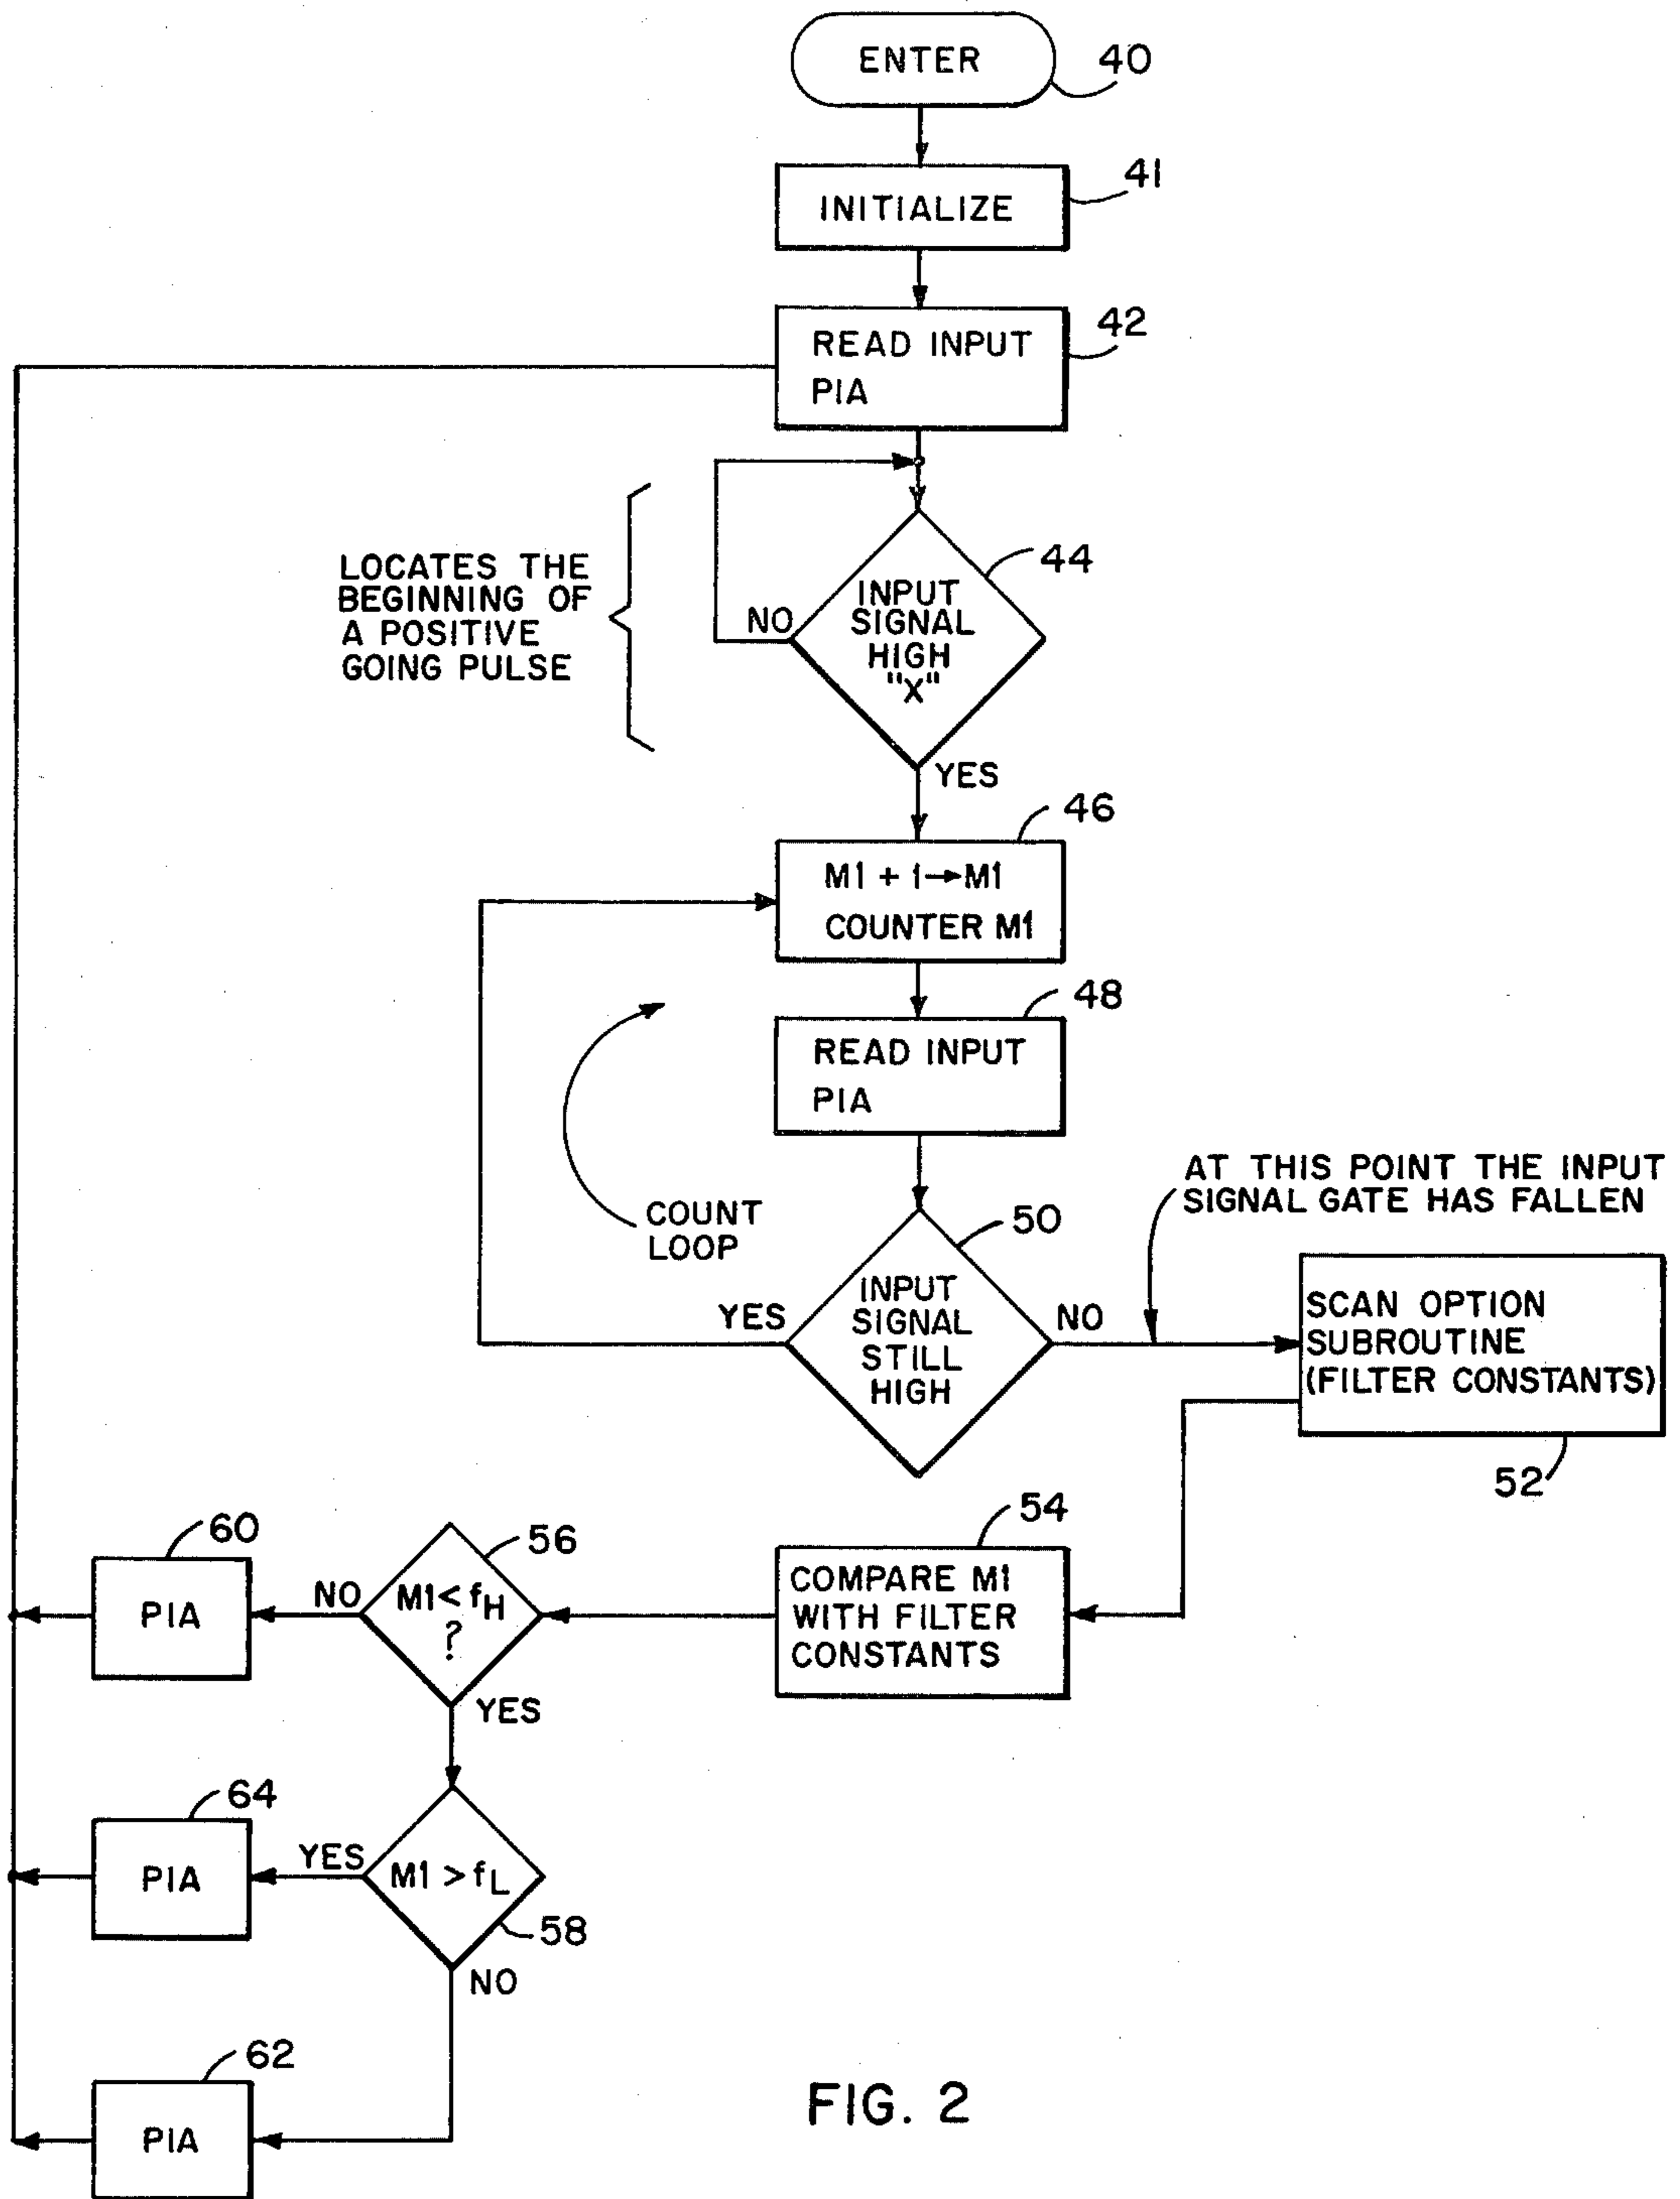 ENTER
40
INITIALIZE
41
READ INPUT
PIA
42
LOCATES THE
BEGINNING OF
A POSITIVE
GOING PULSE
INPUT
SIGNAL
HIGH
"X"
44
NO
YES
46
M1 + 1→M1
COUNTER M1
48
READ INPUT
PIA
COUNT
LOOP
AT THIS POINT THE INPUT
SIGNAL GATE HAS FALLEN
50
INPUT
SIGNAL
STILL
HIGH
YES
NO
SCAN OPTION
SUBROUTINE
(FILTER CONSTANTS)
52
54
COMPARE M1
WITH FILTER
CONSTANTS
56
M1 < fH
?
NO
YES
60
PIA
64
PIA
YES
M1 > fL
58
NO
62
PIA
FIG. 2